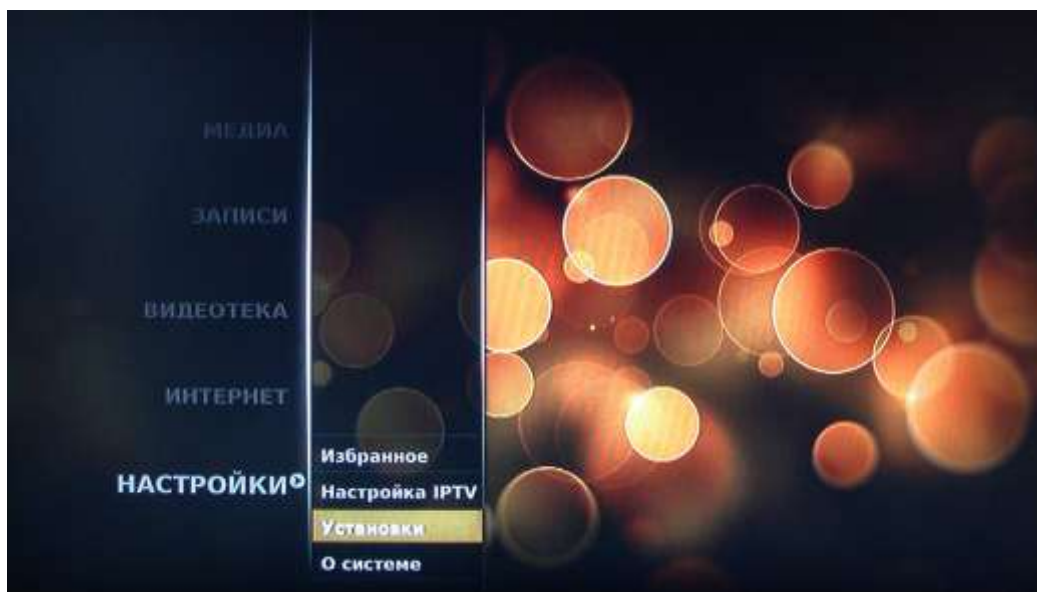 МЕДИА
ЗАПИСИ
ВИДЕОТЕКА
ИНТЕРНЕТ
НАСТРОЙКИ
Избранное
Настройка IPTV
Установки
О системе